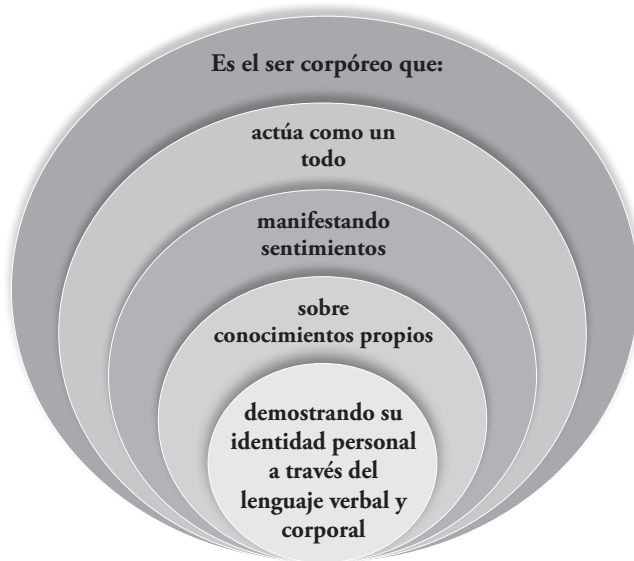 Es el ser corpóreo que:
actúa como un
todo
manifestando
sentimientos
sobre
conocimientos propios
demostrando su
identidad personal
a través del
lenguaje verbal y
corporal